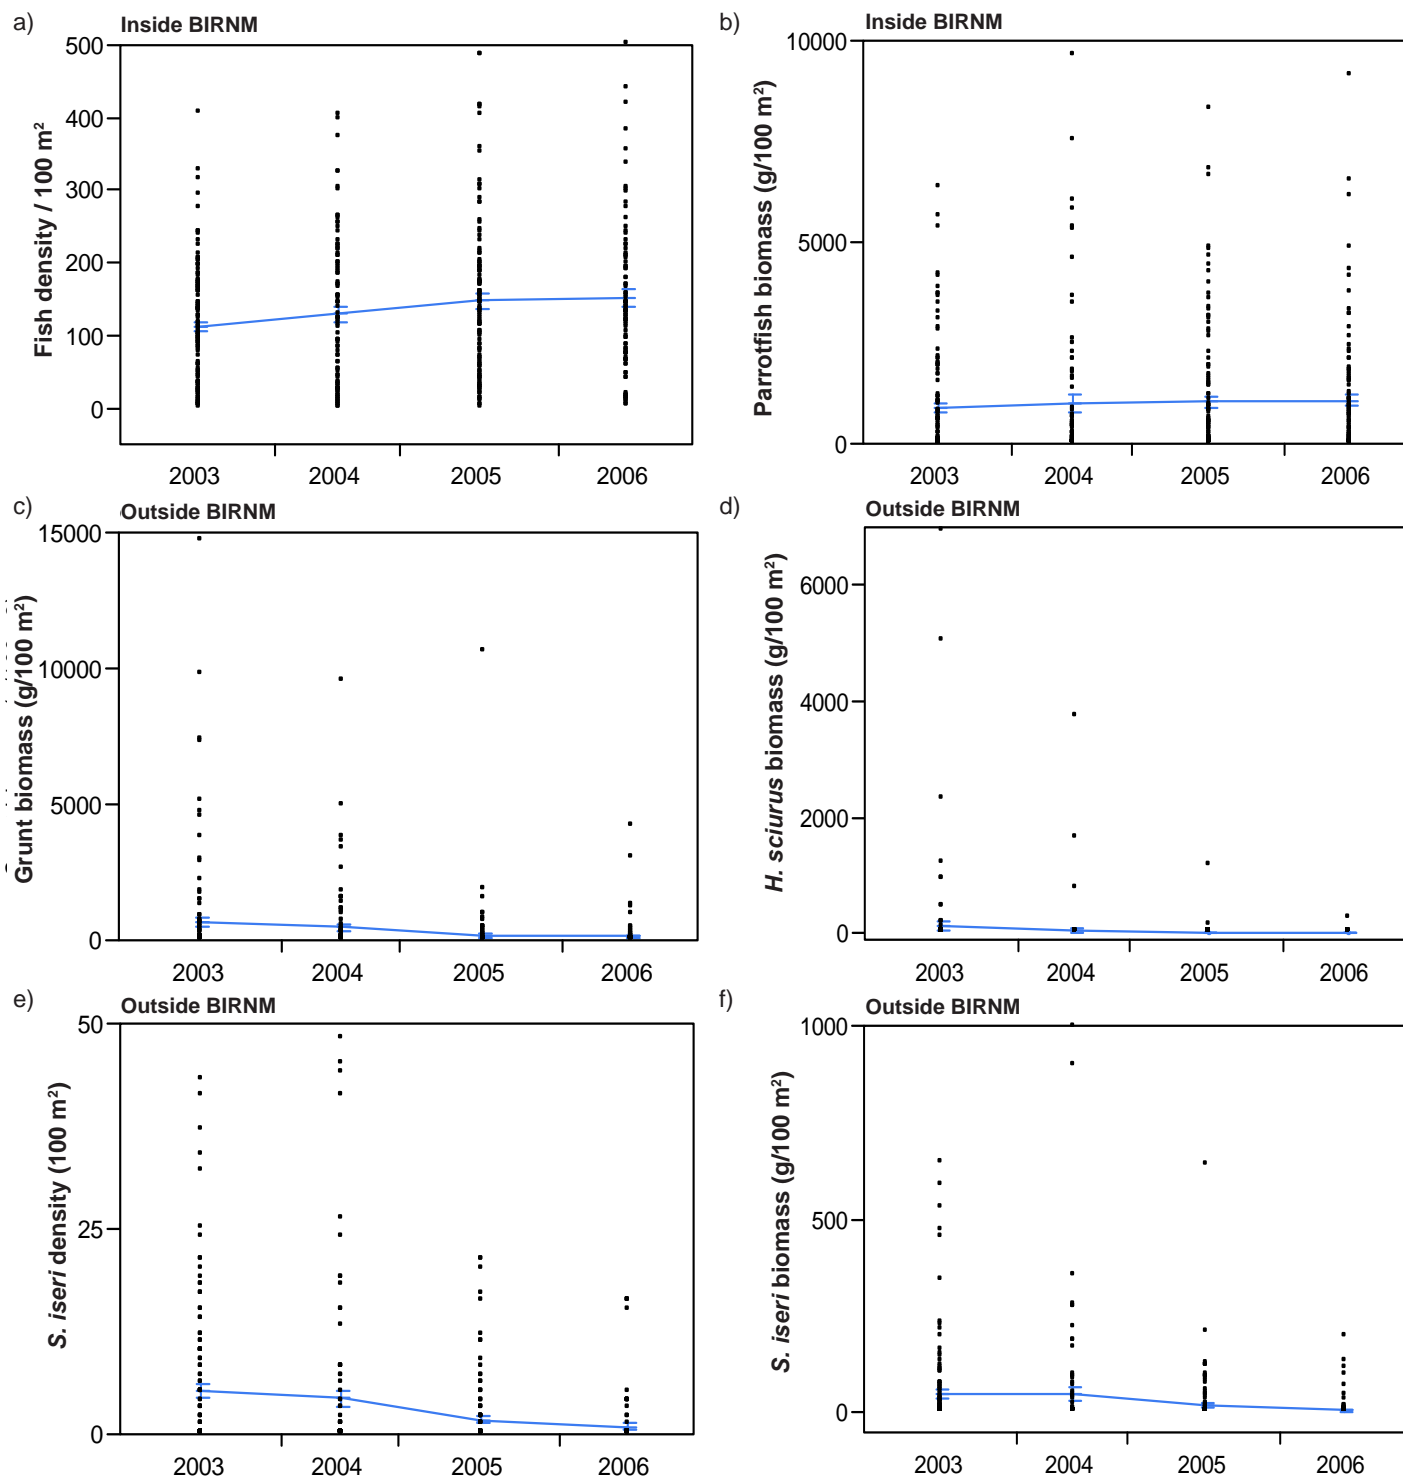 a)
Inside BIRNM
Fish density / 100 m²
500
400
300
200
100
0
2003 2004 2005 2006
b)
Inside BIRNM
Parrotfish biomass (g/100 m²)
10000
5000
0
2003 2004 2005 2006
c)
Outside BIRNM
Grunt biomass (g/100 m²)
15000
10000
5000
0
2003 2004 2005 2006
d)
Outside BIRNM
H. sciurus biomass (g/100 m²)
6000
4000
2000
0
2003 2004 2005 2006
e)
Outside BIRNM
S. iseri density (100 m²)
50
25
0
2003 2004 2005 2006
f)
Outside BIRNM
S. iseri biomass (g/100 m²)
1000
500
0
2003 2004 2005 2006